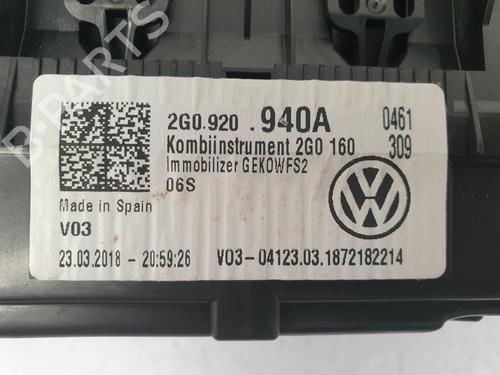 B-PARTS
2G0.920 .940A 0461
Kombiinstrument 2G0 160 309
Immobilizer GEKOWFS2
06S
Made in Spain
V03
23.03.2018 - 20:59:26 V03-04123.03.1872182214